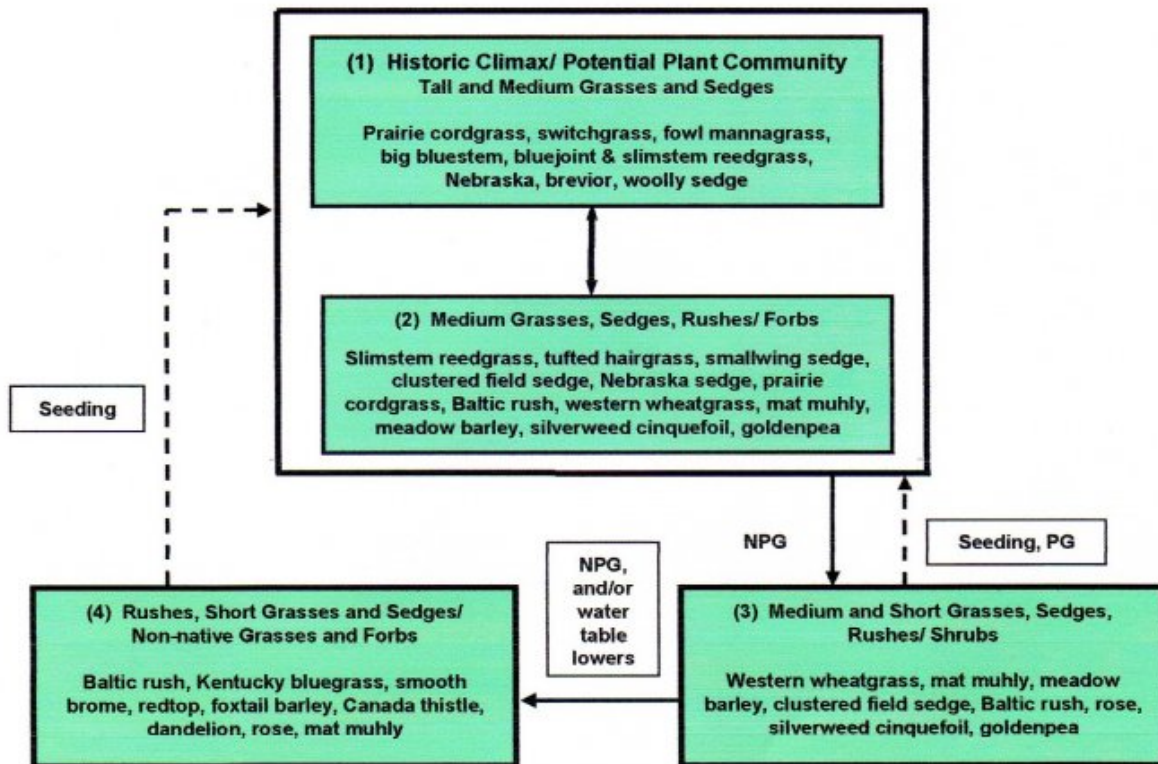 (1) Historic Climax/ Potential Plant Community
Tall and Medium Grasses and Sedges
Prairie cordgrass, switchgrass, fowl mannagrass,
big bluestem, bluejoint & slimstem reedgrass,
Nebraska, brevior, woolly sedge
(2) Medium Grasses, Sedges, Rushes/ Forbs
Slimstem reedgrass, tufted hairgrass, smallwing sedge,
clustered field sedge, Nebraska sedge, prairie
cordgrass, Baltic rush, western wheatgrass, mat muhly,
meadow barley, silverweed cinquefoil, goldenpea
Seeding
NPG
Seeding, PG
NPG,
and/or
water
table
lowers
(4) Rushes, Short Grasses and Sedges/
Non-native Grasses and Forbs
Baltic rush, Kentucky bluegrass, smooth
brome, redtop, foxtail barley, Canada thistle,
dandelion, rose, mat muhly
(3) Medium and Short Grasses, Sedges,
Rushes/ Shrubs
Western wheatgrass, mat muhly, meadow
barley, clustered field sedge, Baltic rush, rose,
silverweed cinquefoil, goldenpea